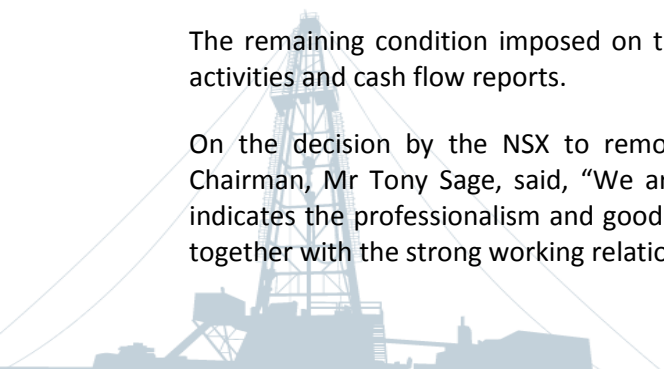 The remaining condition imposed on t
activities and cash flow reports.
On the decision by the NSX to remo
Chairman, Mr Tony Sage, said, “We ar
indicates the professionalism and good
together with the strong working relatio